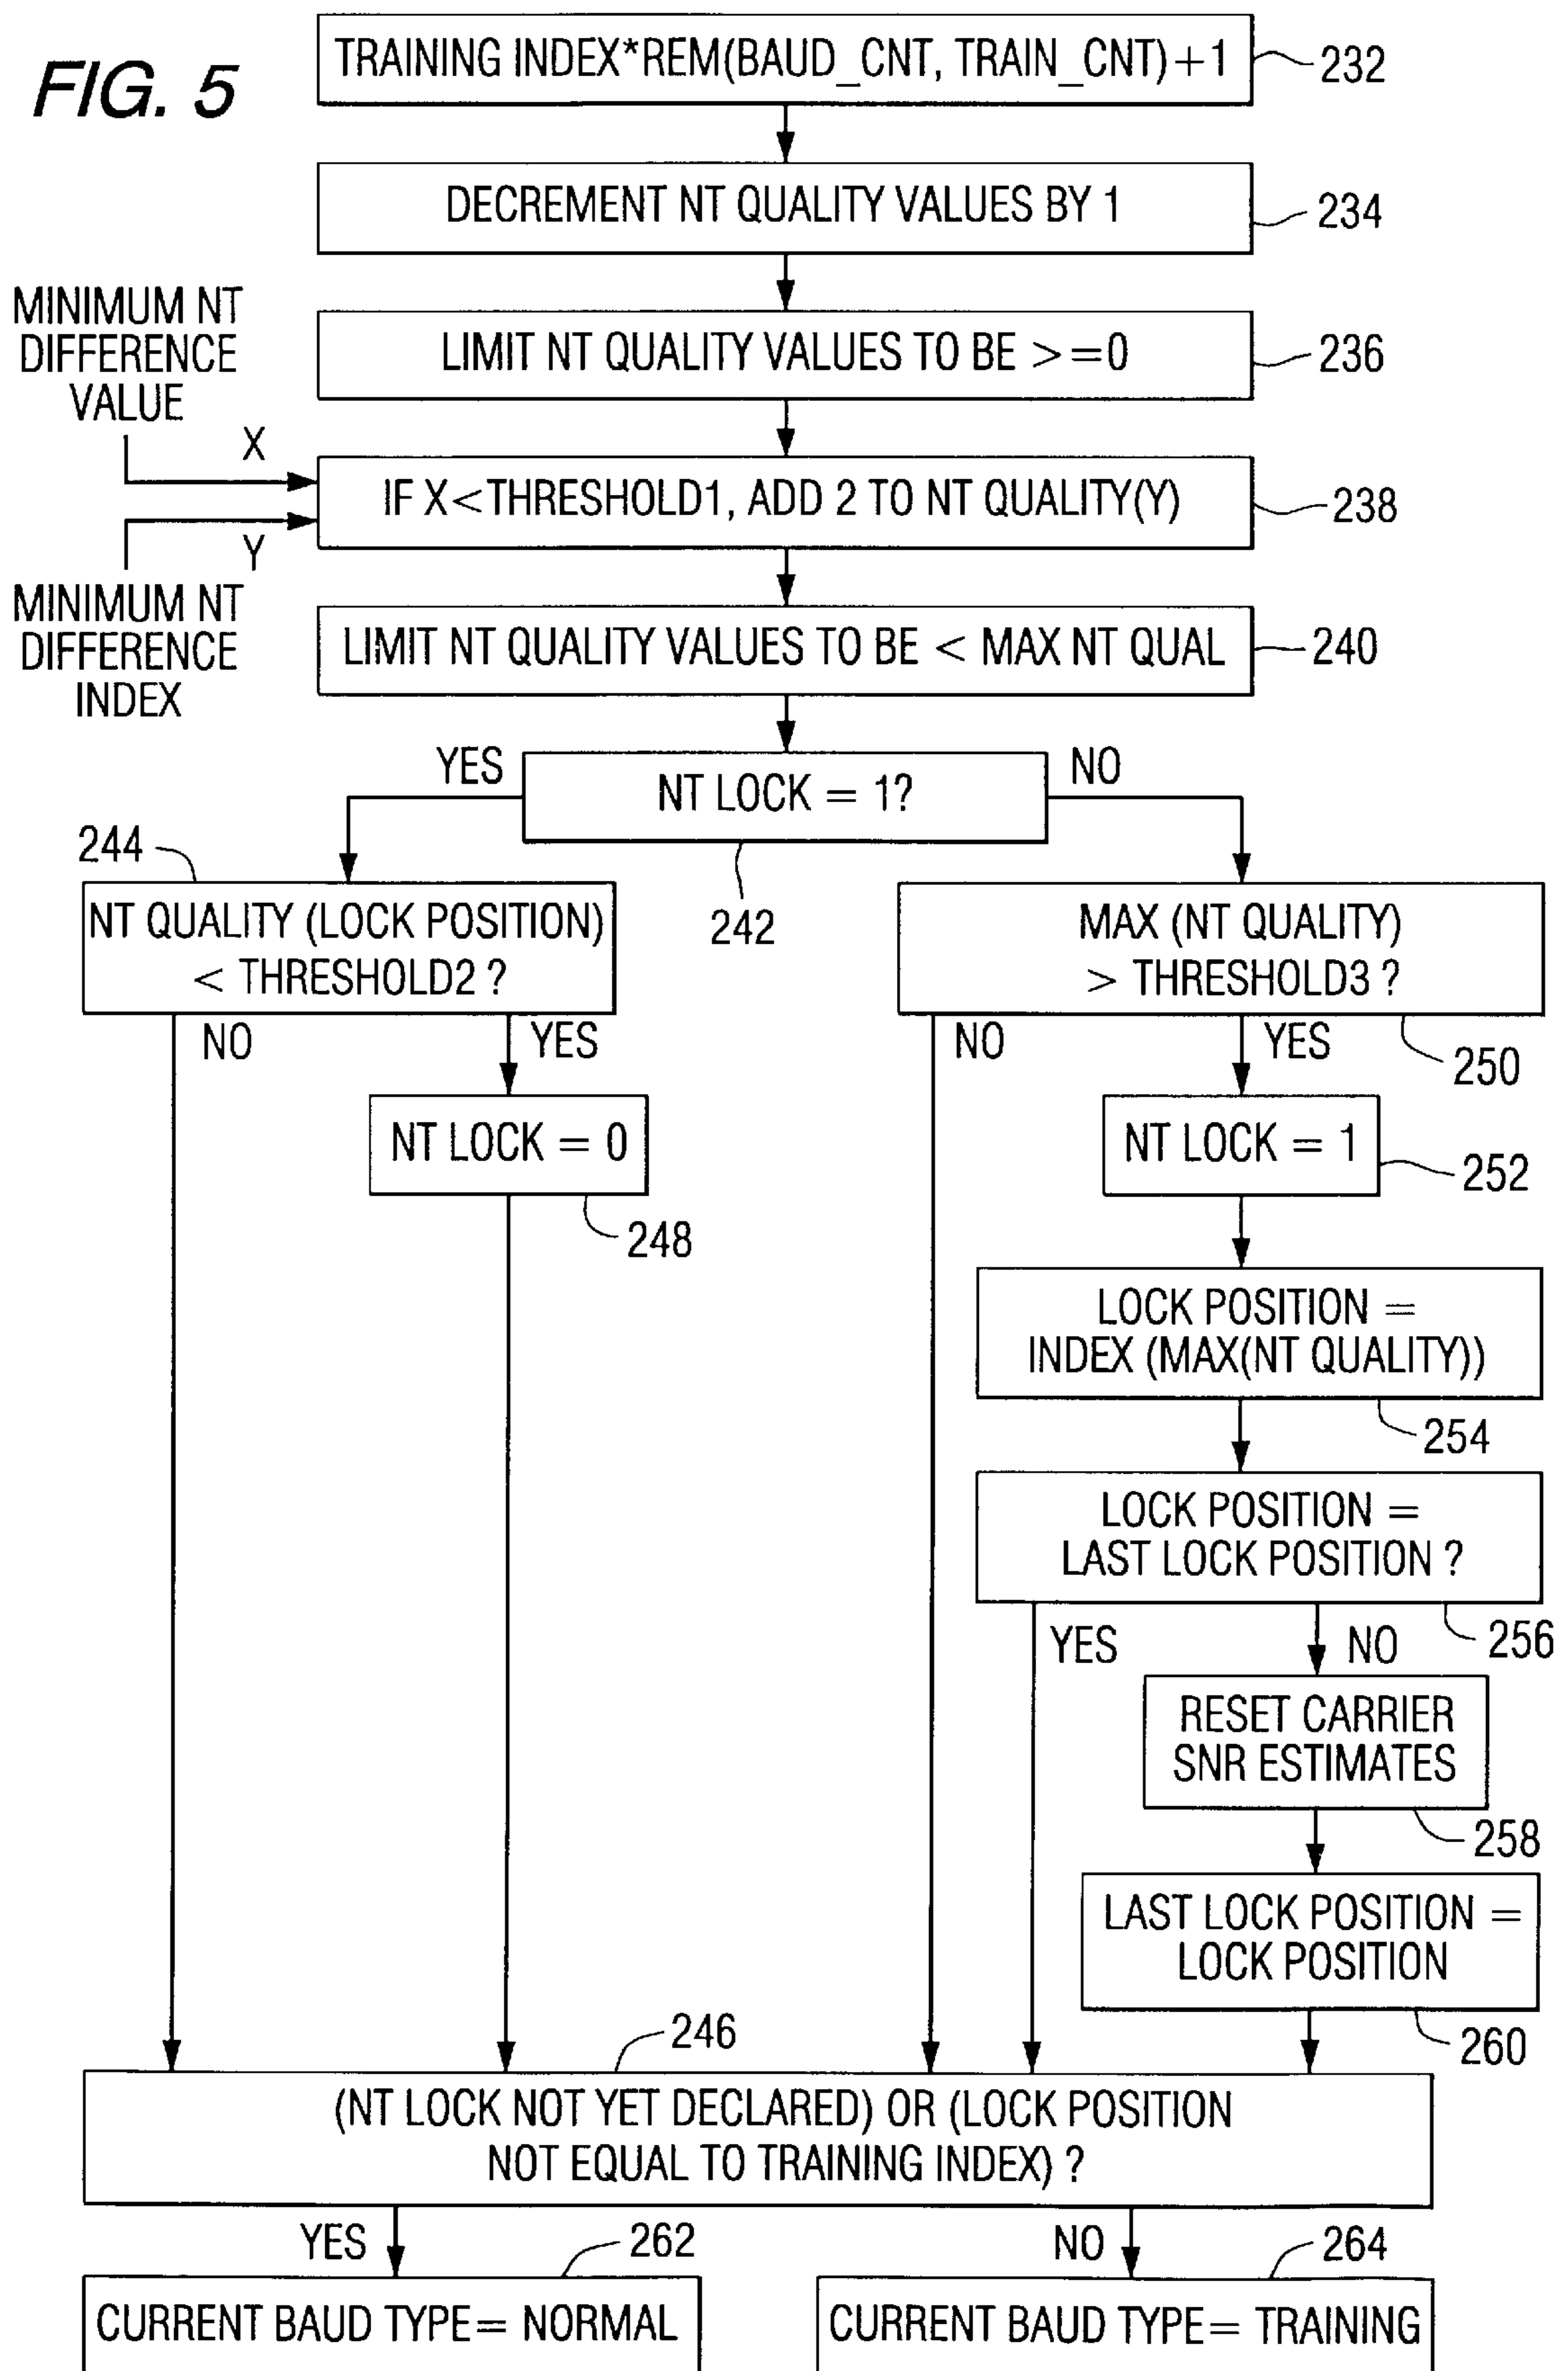 FIG. 5
TRAINING INDEX*REM(BAUD_CNT, TRAIN_CNT)+1
232
DECREMENT NT QUALITY VALUES BY 1
234
MINIMUM NT
DIFFERENCE
VALUE
LIMIT NT QUALITY VALUES TO BE >=0
236
X
IF X<THRESHOLD1, ADD 2 TO NT QUALITY(Y)
238
Y
MINIMUM NT
DIFFERENCE
INDEX
LIMIT NT QUALITY VALUES TO BE < MAX NT QUAL
240
YES
NT LOCK = 1?
NO
242
244
NT QUALITY (LOCK POSITION)
< THRESHOLD2 ?
MAX (NT QUALITY)
> THRESHOLD3 ?
250
NO
YES
NO
YES
NT LOCK = 0
248
NT LOCK = 1
252
LOCK POSITION =
INDEX (MAX(NT QUALITY))
254
LOCK POSITION =
LAST LOCK POSITION ?
256
YES
NO
RESET CARRIER
SNR ESTIMATES
258
LAST LOCK POSITION =
LOCK POSITION
260
246
(NT LOCK NOT YET DECLARED) OR (LOCK POSITION
NOT EQUAL TO TRAINING INDEX) ?
YES
262
NO
264
CURRENT BAUD TYPE= NORMAL
CURRENT BAUD TYPE= TRAINING